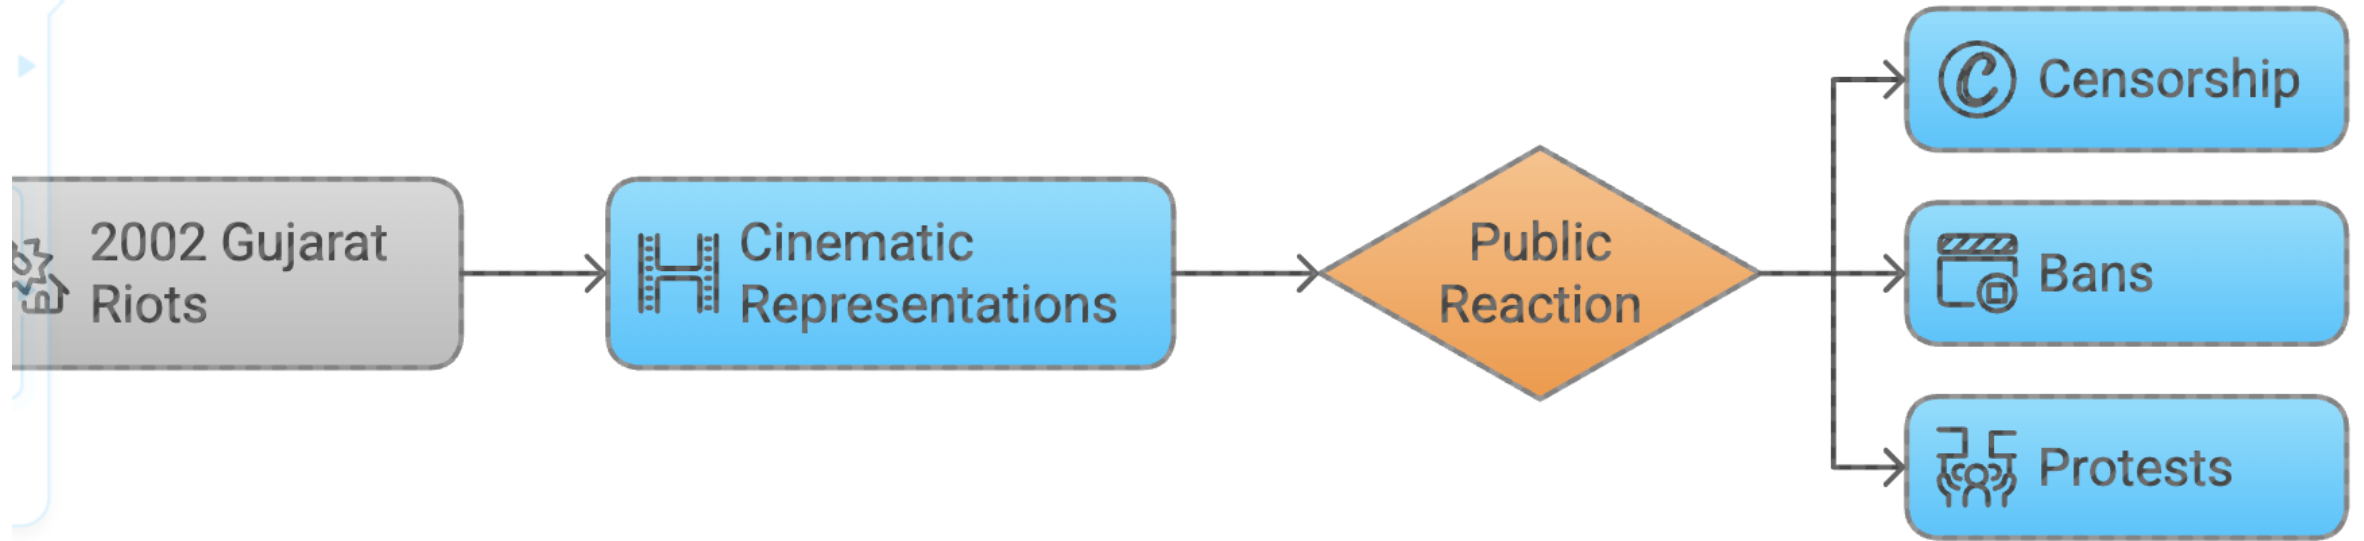 2002 Gujarat
Riots
Cinematic
Representations
Public
Reaction
Censorship
Bans
Protests